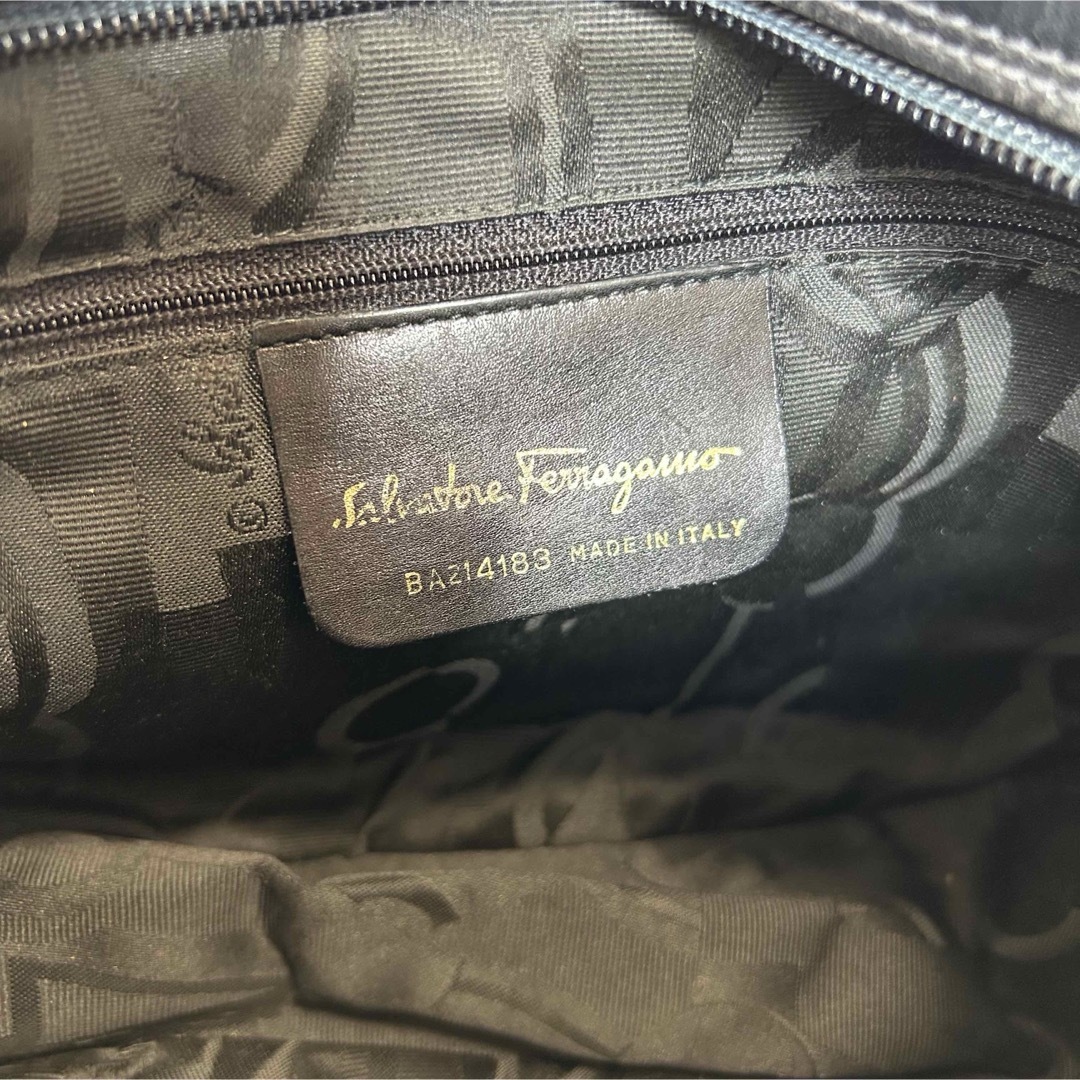 Salvatore Ferragamo
BA214183 MADE IN ITALY
©